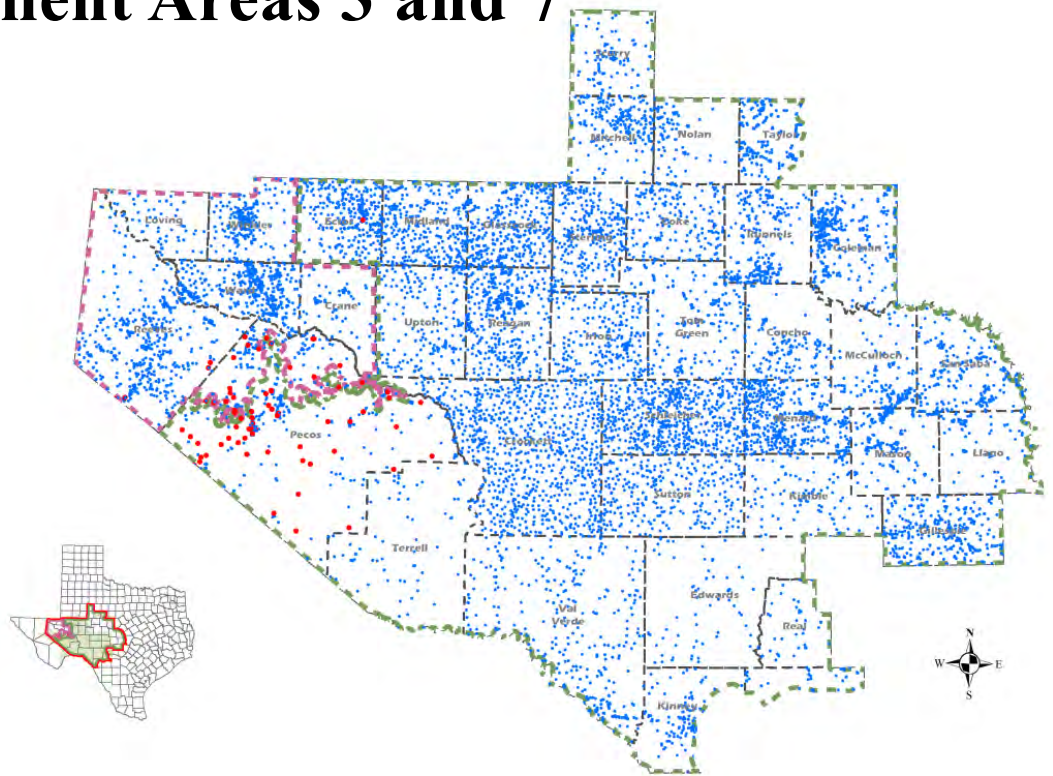 nent Areas 3 and 7
Scurry
Mitchell
Nolan
Taylor
Loving
Winkler
Ector
Midland
Glasscock
Sterling
Coke
Runnels
Coleman
Ward
Crane
Reeves
Upton
Reagan
Irion
Tom
Green
Concho
McCulloch
San Saba
Pecos
Crockett
Schleicher
Menard
Mason
Llano
Sutton
Kimble
Gillespie
Terrell
Val
Verde
Edwards
Real
Kinney
N
W
E
S